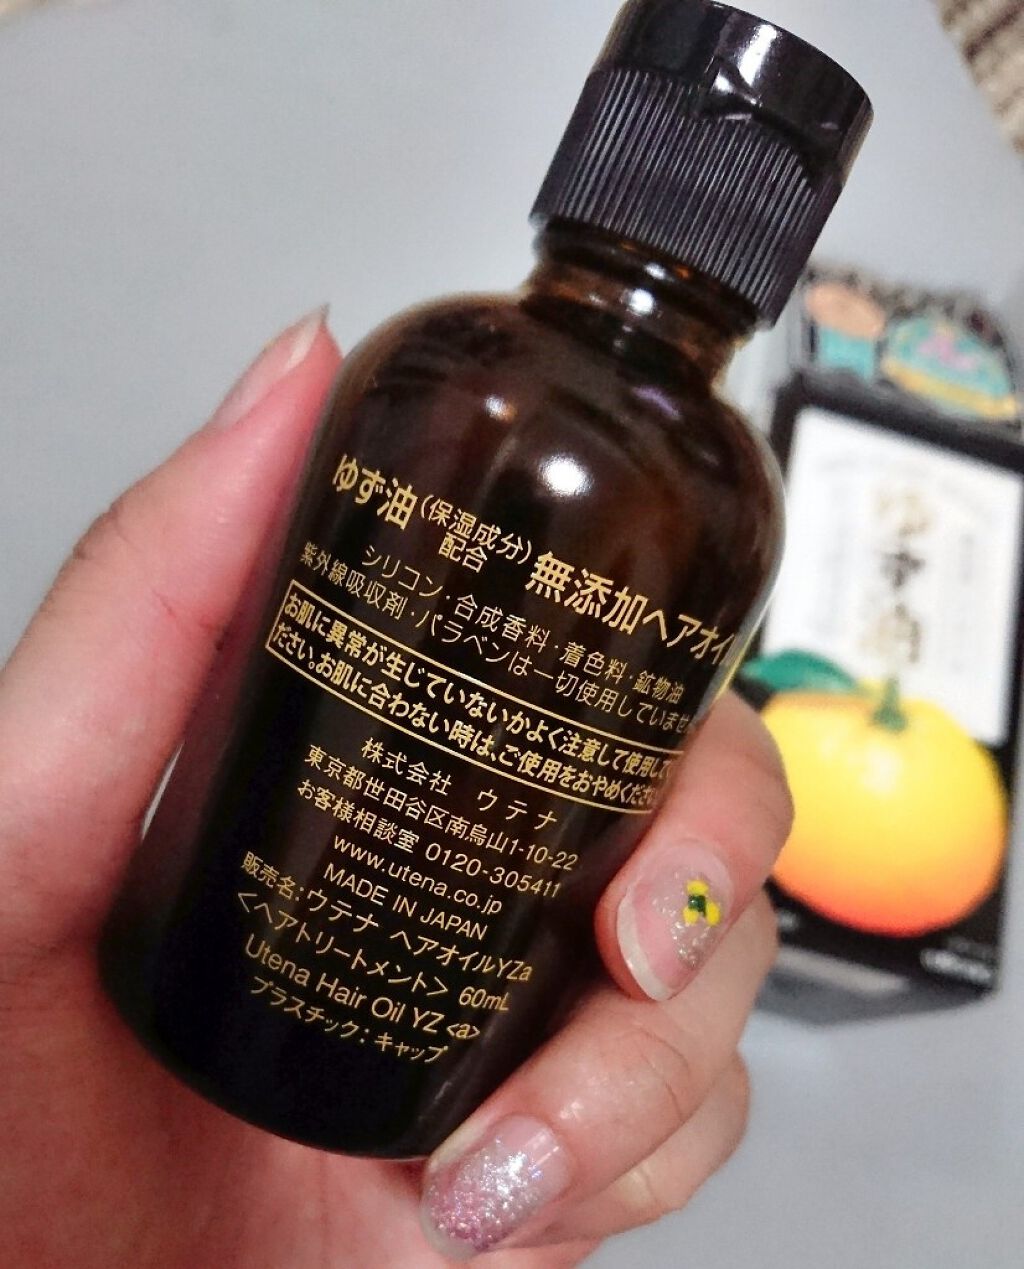 ゆず油(保湿成分)配合 無添加ヘアオイル
シリコン・合成香料・着色料・鉱物油
紫外線吸収剤・パラベンは一切使用していません
お肌に異常が生じていないかよく注意して使用して
ださい。お肌に合わない時は、ご使用をおやめください。
株式会社 ウテナ
東京都世田谷区南烏山1-10-22
お客様相談室 0120-305411
www.utena.co.jp
MADE IN JAPAN
販売名:ウテナ ヘアオイルYZa
<ヘアトリートメント> 60mL
Utena Hair Oil YZ <a>
プラスチック:キャップ
ゆず油